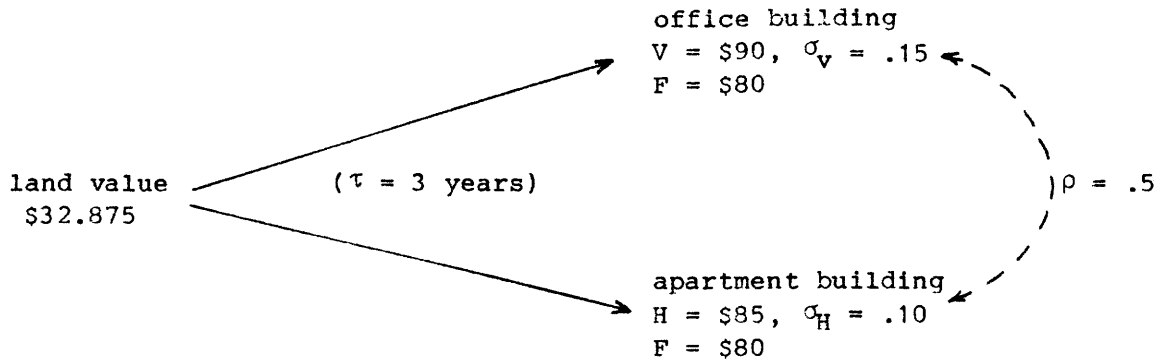 office building
V = $90, σV = .15
F = $80
land value
$32.875
(τ = 3 years)
ρ = .5
apartment building
H = $85, σH = .10
F = $80